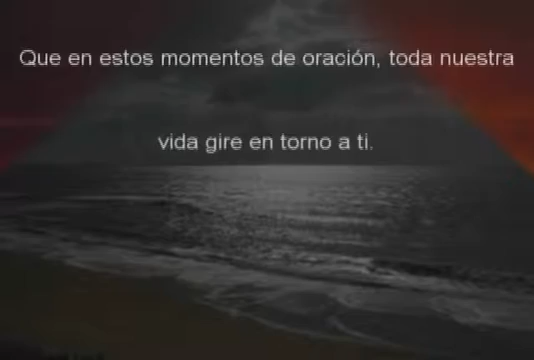 Que en estos momentos de oración, toda nuestra
vida gire en torno a ti.